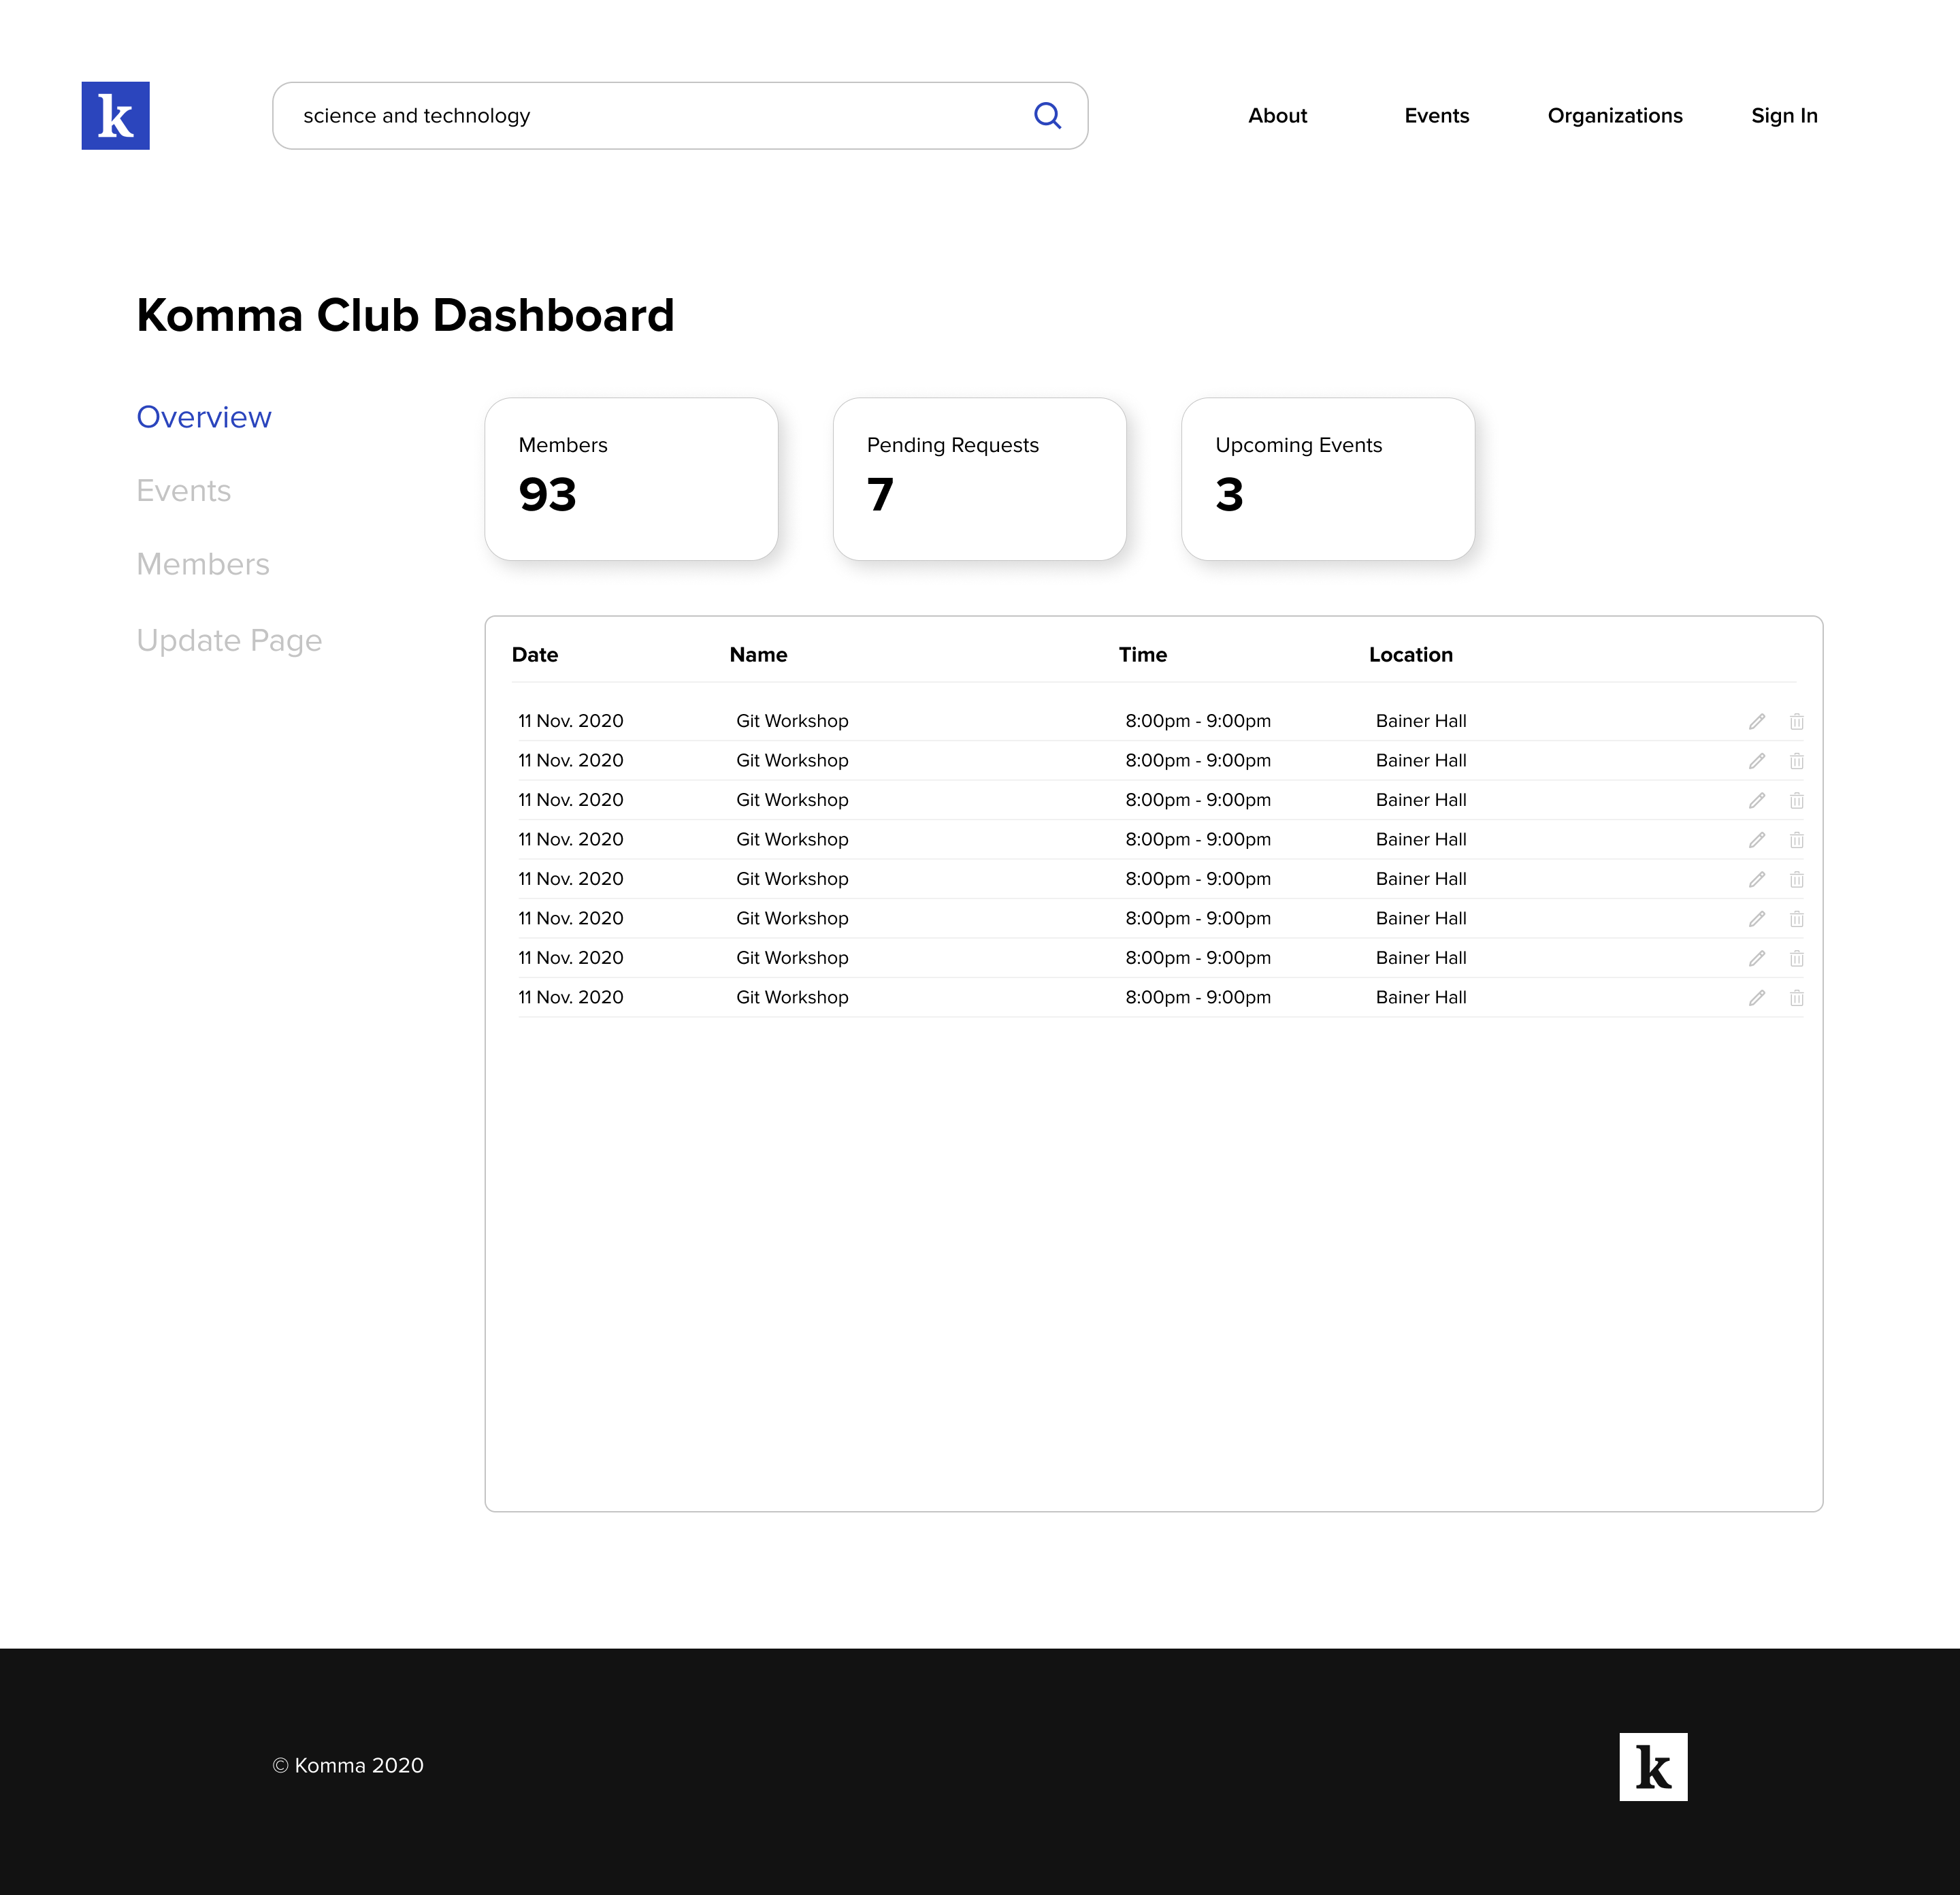 k
science and technology
About Events Organizations Sign In
Komma Club Dashboard
Overview
Events
Members
Update Page
Members
93
Pending Requests
7
Upcoming Events
3
Date Name Time Location
11 Nov. 2020 Git Workshop 8:00pm - 9:00pm Bainer Hall
11 Nov. 2020 Git Workshop 8:00pm - 9:00pm Bainer Hall
11 Nov. 2020 Git Workshop 8:00pm - 9:00pm Bainer Hall
11 Nov. 2020 Git Workshop 8:00pm - 9:00pm Bainer Hall
11 Nov. 2020 Git Workshop 8:00pm - 9:00pm Bainer Hall
11 Nov. 2020 Git Workshop 8:00pm - 9:00pm Bainer Hall
11 Nov. 2020 Git Workshop 8:00pm - 9:00pm Bainer Hall
11 Nov. 2020 Git Workshop 8:00pm - 9:00pm Bainer Hall
© Komma 2020
k